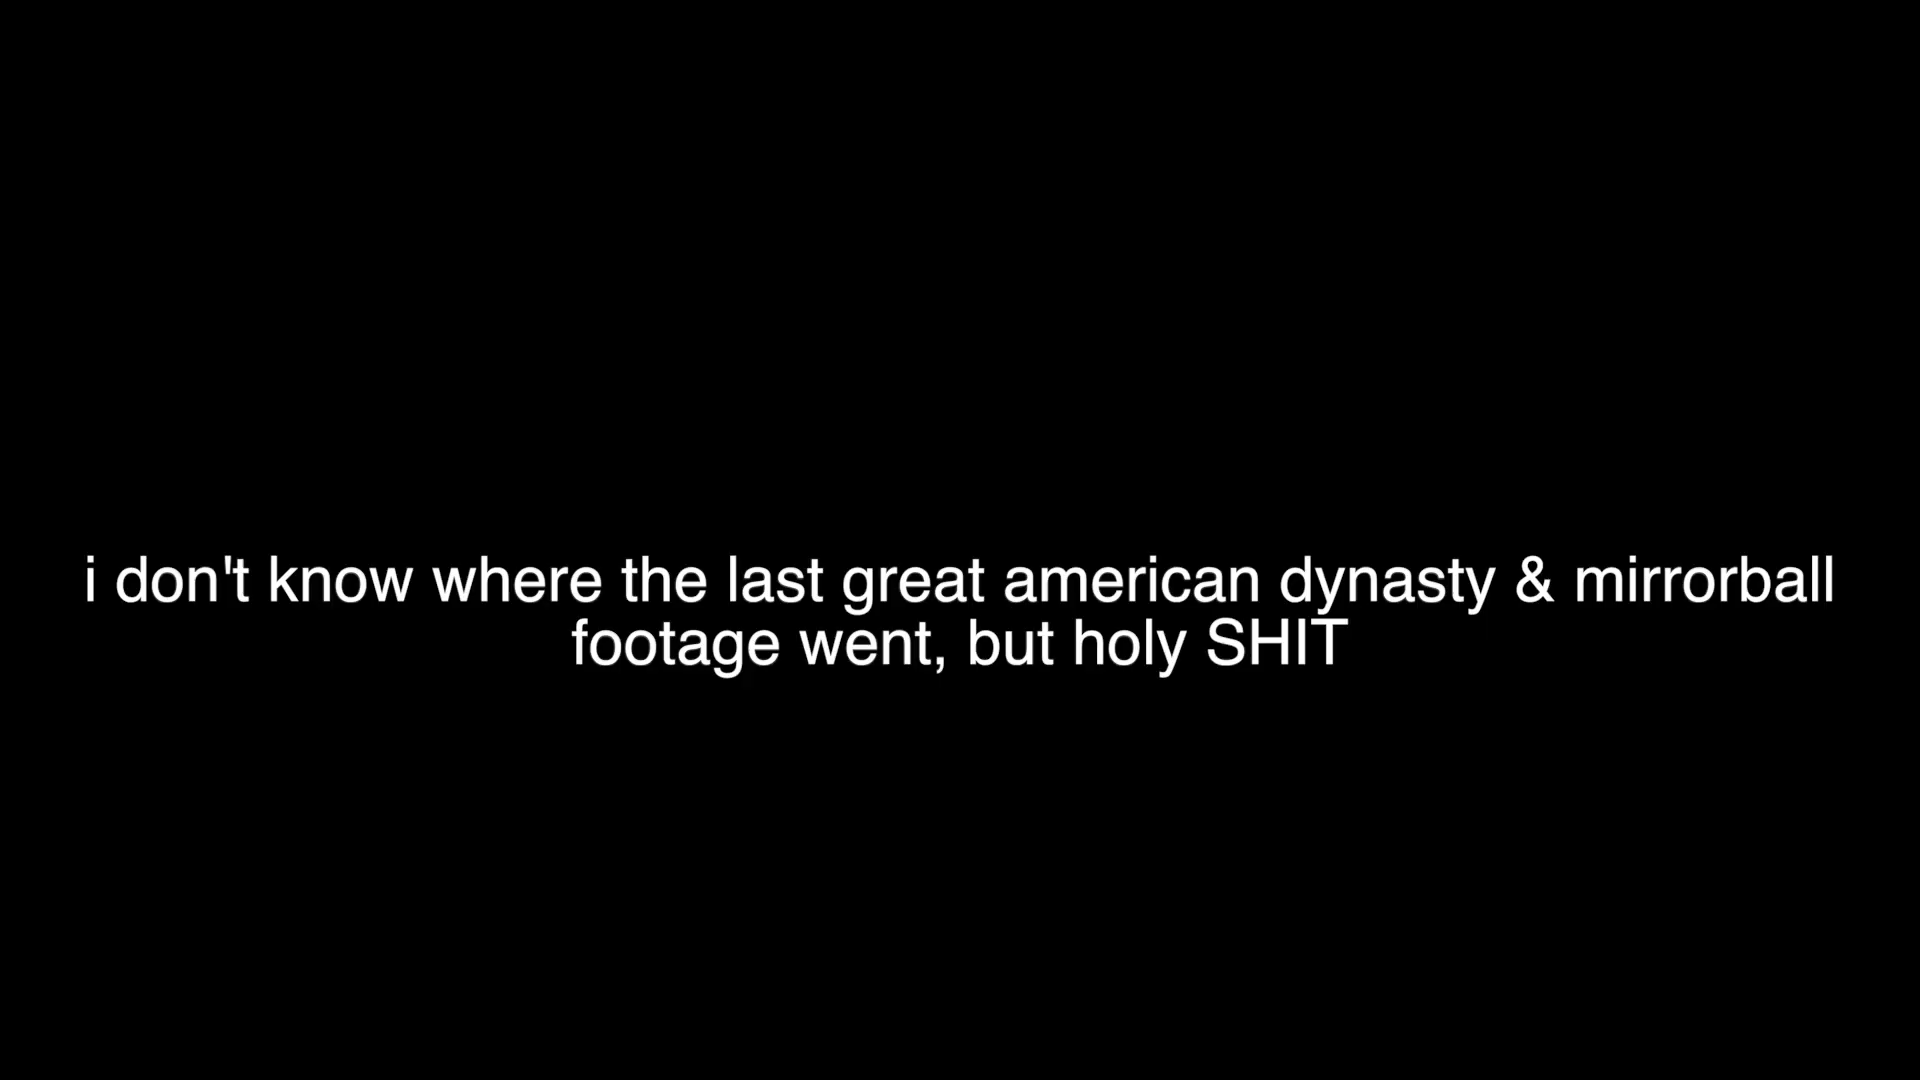 i don't know where the last great american dynasty & mirrorball
footage went, but holy SHIT